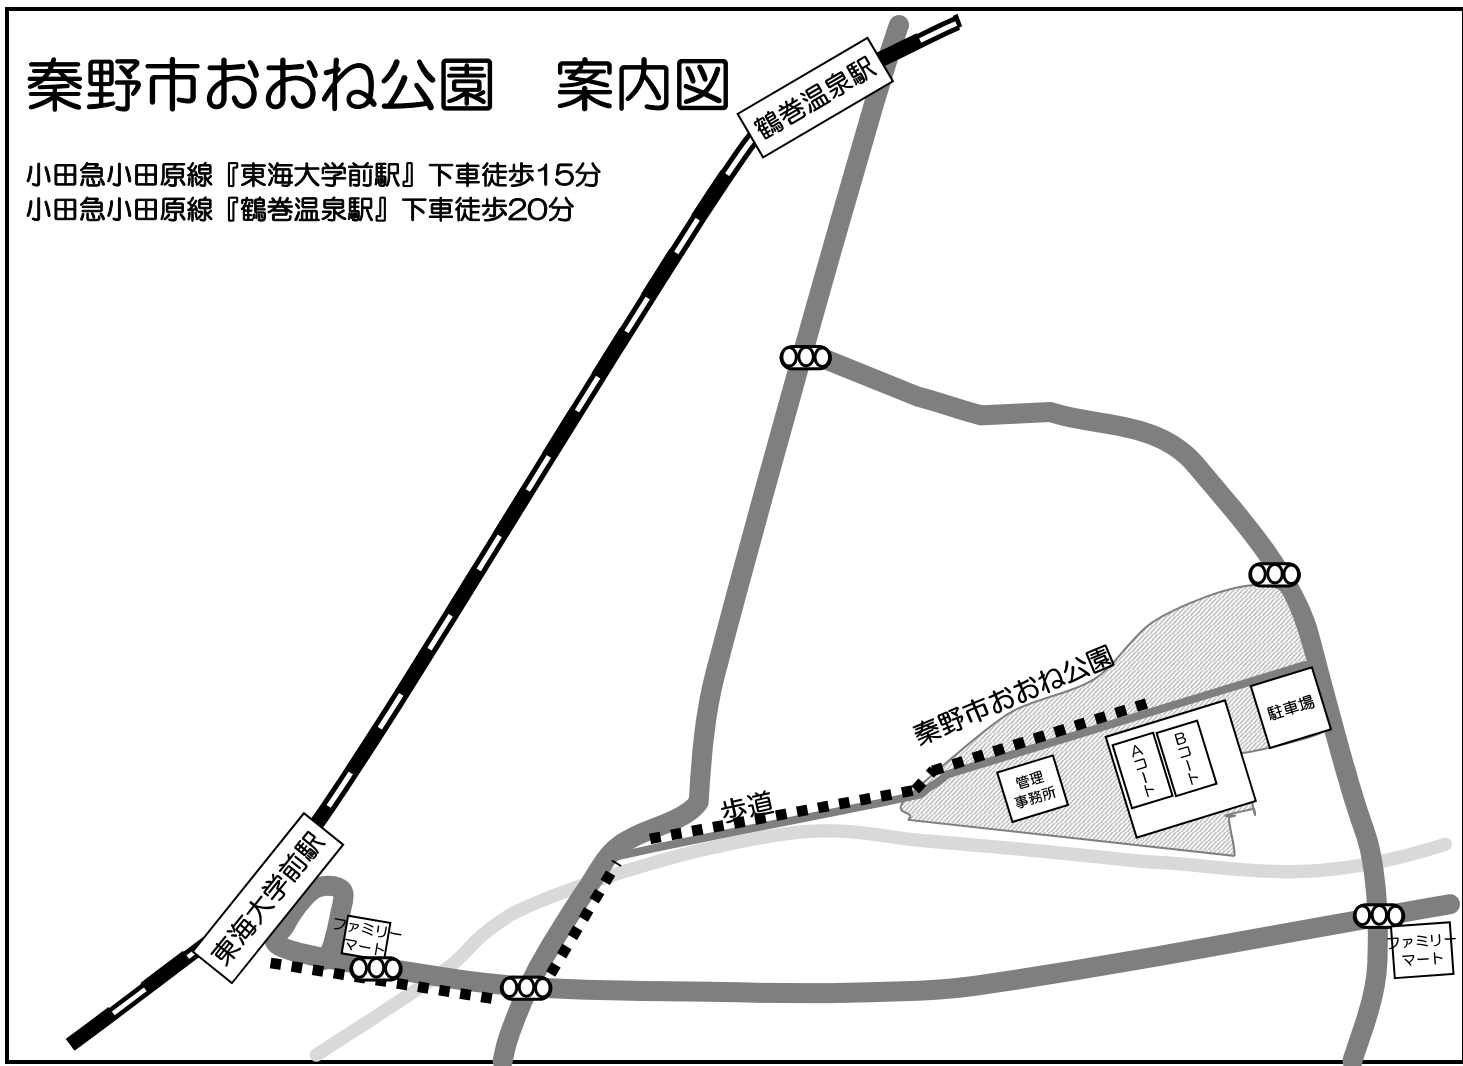 秦野市おおね公園　案内図
小田急小田原線『東海大学前駅』下車徒歩15分
小田急小田原線『鶴巻温泉駅』下車徒歩20分
鶴巻温泉駅
秦野市おおね公園
駐車場
Aコート
Bコート
管理
事務所
歩道
東海大学前駅
ファミリー
マート
ファミリー
マート